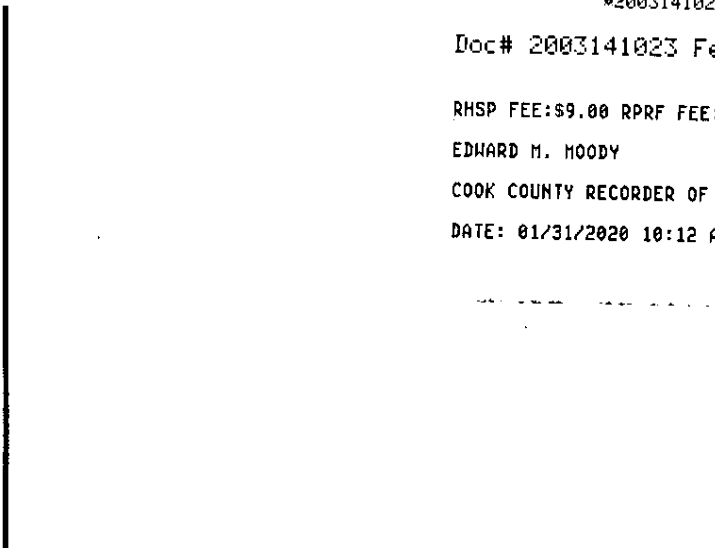 *200314102
Doc# 2003141023 Fe
RHSP FEE:$9.00 RPRF FEE:
EDWARD M. MOODY
COOK COUNTY RECORDER OF
DATE: 01/31/2020 10:12 A